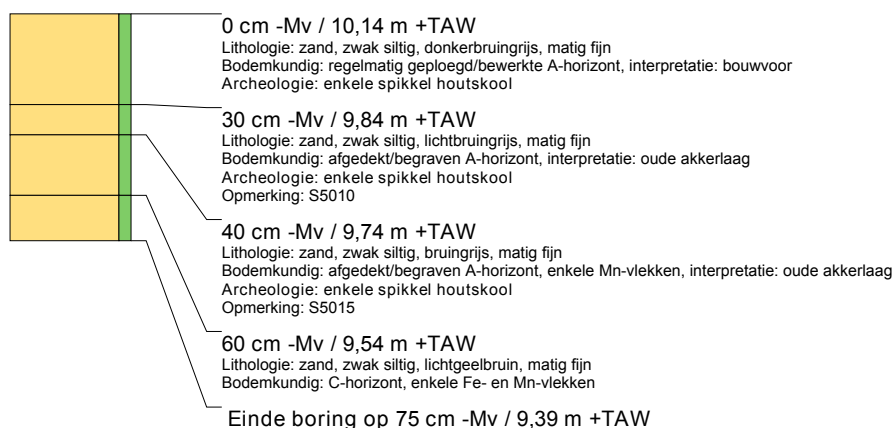 0 cm -Mv / 10,14 m +TAW
Lithologie: zand, zwak siltig, donkerbruingrijs, matig fijn
Bodemkundig: regelmatig geploegd/bewerkte A-horizont, interpretatie: bouwvoor
Archeologie: enkele spikkel houtskool
30 cm -Mv / 9,84 m +TAW
Lithologie: zand, zwak siltig, lichtbruingrijs, matig fijn
Bodemkundig: afgedekt/begraven A-horizont, interpretatie: oude akkerlaag
Archeologie: enkele spikkel houtskool
Opmerking: S5010
40 cm -Mv / 9,74 m +TAW
Lithologie: zand, zwak siltig, bruingrijs, matig fijn
Bodemkundig: afgedekt/begraven A-horizont, enkele Mn-vlekken, interpretatie: oude akkerlaag
Archeologie: enkele spikkel houtskool
Opmerking: S5015
60 cm -Mv / 9,54 m +TAW
Lithologie: zand, zwak siltig, lichtgeelbruin, matig fijn
Bodemkundig: C-horizont, enkele Fe- en Mn-vlekken
Einde boring op 75 cm -Mv / 9,39 m +TAW